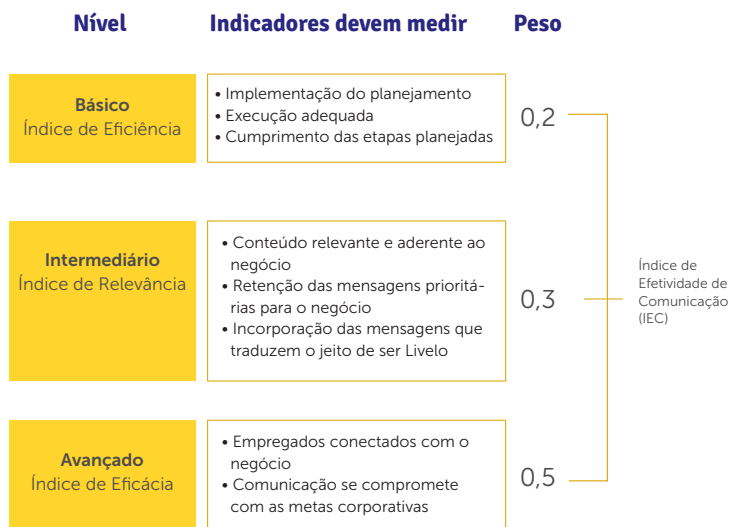 Nível Indicadores devem medir Peso
Básico
Índice de Eficiência
• Implementação do planejamento
• Execução adequada
• Cumprimento das etapas planejadas
0,2
Intermediário
Índice de Relevância
• Conteúdo relevante e aderente ao
negócio
• Retenção das mensagens prioritá-
rias para o negócio
• Incorporação das mensagens que
traduzem o jeito de ser Livelo
0,3
Índice de
Efetividade de
Comunicação
(IEC)
Avançado
Índice de Eficácia
• Empregados conectados com o
negócio
• Comunicação se compromete
com as metas corporativas
0,5